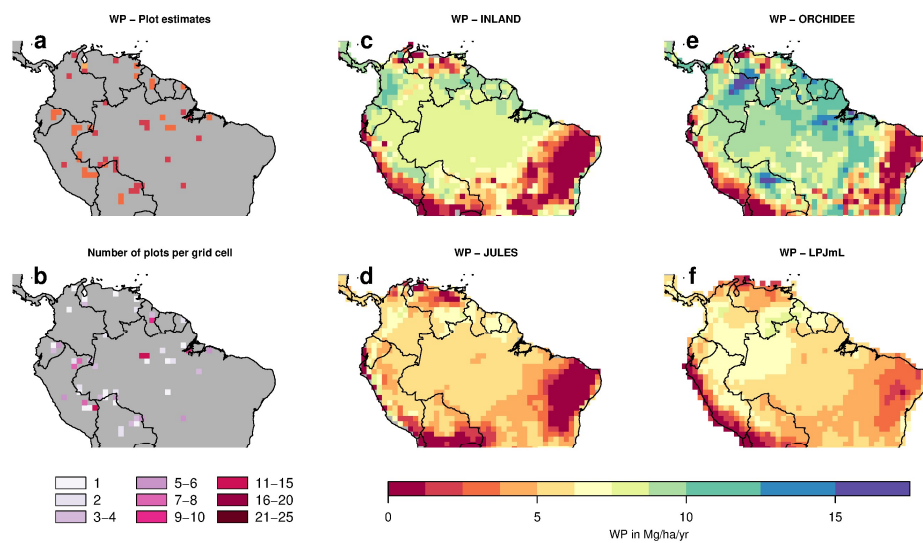 WP – Plot estimates
WP – INLAND
WP – ORCHIDEE
a
c
e
Number of plots per grid cell
WP – JULES
WP – LPJmL
b
d
f
1
5–6
11–15
2
7–8
16–20
3–4
9–10
21–25
0
5
10
15
WP in Mg/ha/yr